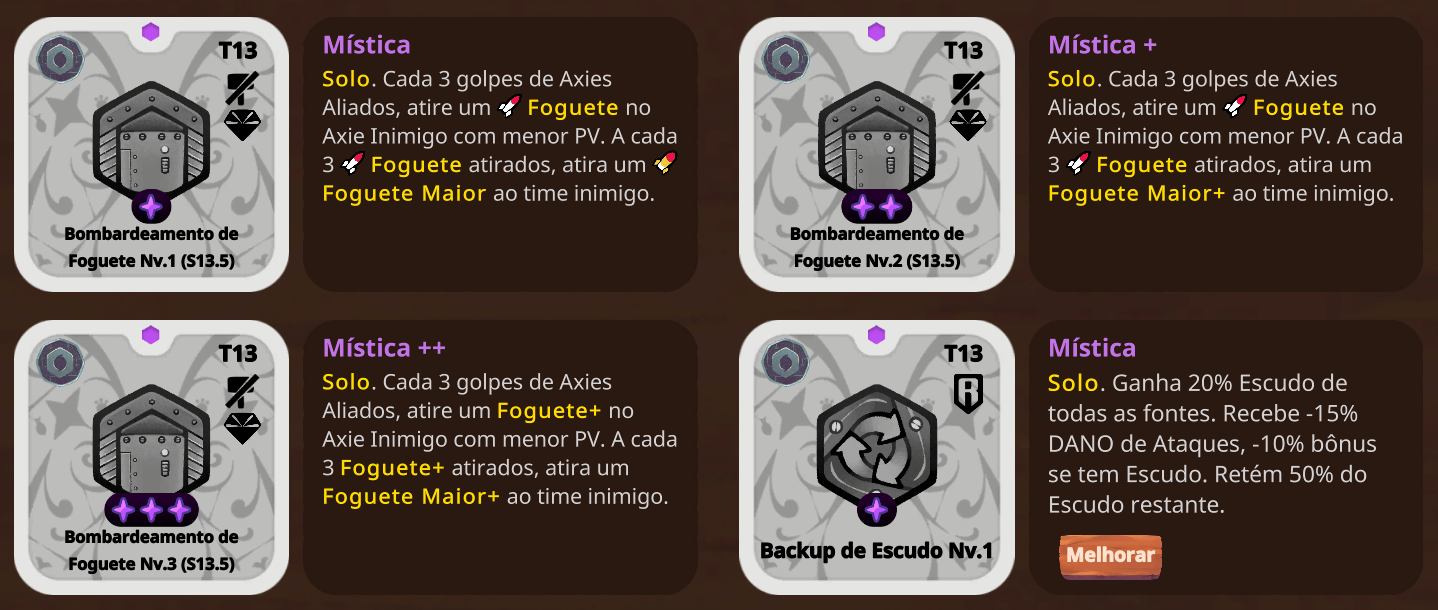 T13
Bombardeamento de
Foguete Nv.1 (S13.5)
Mística
Solo. Cada 3 golpes de Axies
Aliados, atire um Foguete no
Axie Inimigo com menor PV. A cada
3 Foguete atirados, atira um
Foguete Maior ao time inimigo.
T13
Bombardeamento de
Foguete Nv.2 (S13.5)
Mística +
Solo. Cada 3 golpes de Axies
Aliados, atire um Foguete no
Axie Inimigo com menor PV. A cada
3 Foguete atirados, atira um
Foguete Maior+ ao time inimigo.
T13
Bombardeamento de
Foguete Nv.3 (S13.5)
Mística ++
Solo. Cada 3 golpes de Axies
Aliados, atire um Foguete+ no
Axie Inimigo com menor PV. A cada
3 Foguete+ atirados, atira um
Foguete Maior+ ao time inimigo.
T13
R
Backup de Escudo Nv.1
Mística
Solo. Ganha 20% Escudo de
todas as fontes. Recebe -15%
DANO de Ataques, -10% bônus
se tem Escudo. Retém 50% do
Escudo restante.
Melhorar